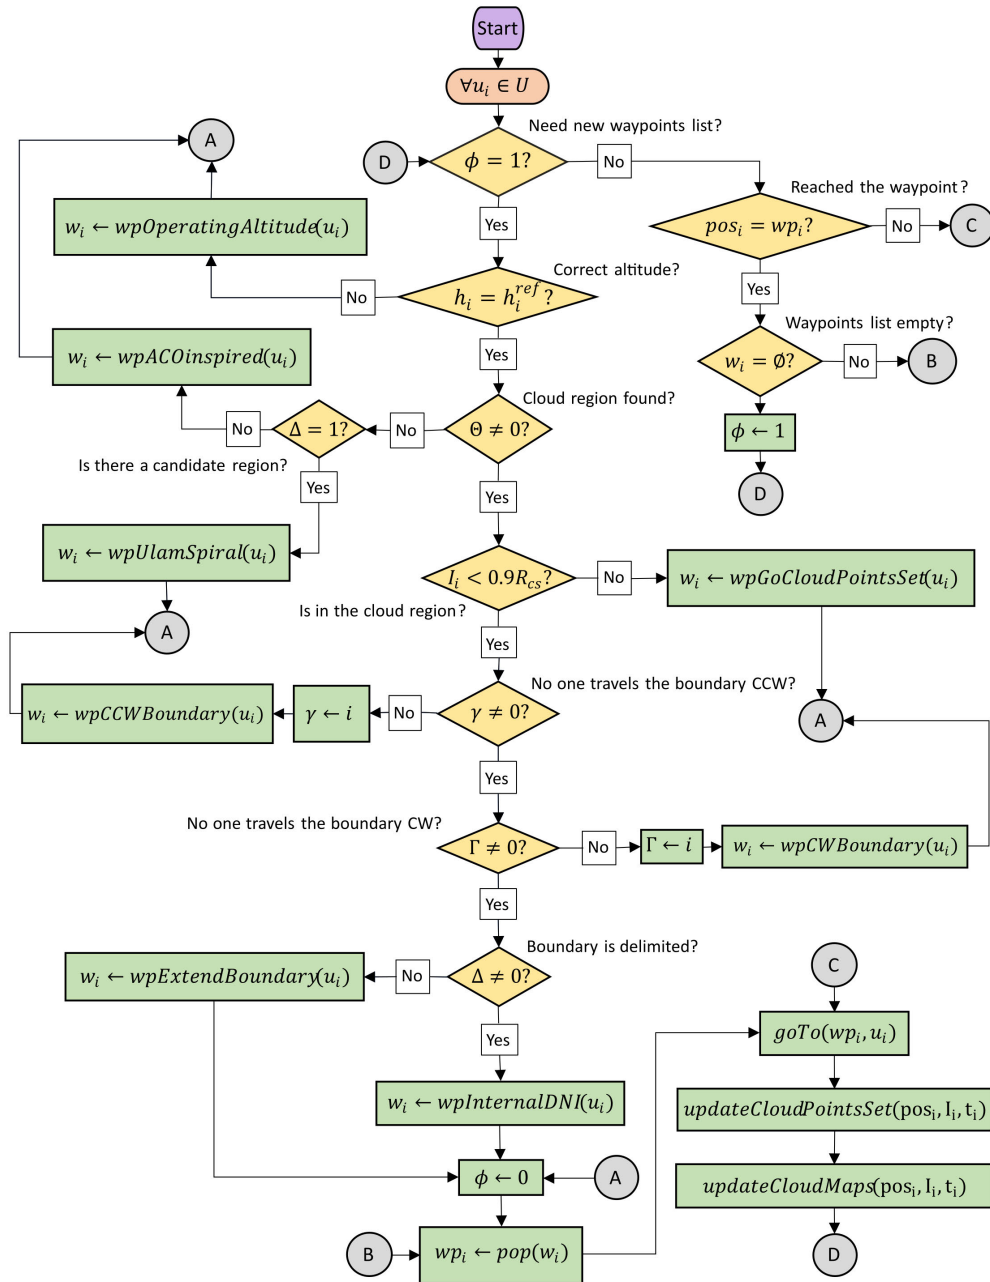 Start
∀u_i ∈ U
Need new waypoints list?
A
D
ϕ = 1?
No
Reached the waypoint?
Yes
w_i ← wpOperatingAltitude(u_i)
pos_i = wp_i?
No
C
Correct altitude?
No
h_i = h_i^{ref}?
Yes
Waypoints list empty?
w_i ← wpACOinspired(u_i)
Yes
w_i = ∅?
No
B
Cloud region found?
No
Δ = 1?
No
Θ ≠ 0?
ϕ ← 1
Is there a candidate region?
Yes
Yes
D
w_i ← wpUlamSpiral(u_i)
I_i < 0.9R_{cs}?
No
w_i ← wpGoCloudPointsSet(u_i)
Is in the cloud region?
A
Yes
No one travels the boundary CCW?
w_i ← wpCCWBoundary(u_i)
γ ← i
No
γ ≠ 0?
A
Yes
No one travels the boundary CW?
Γ ≠ 0?
No
Γ ← i
w_i ← wpCWBoundary(u_i)
Yes
Boundary is delimited?
w_i ← wpExtendBoundary(u_i)
No
Δ ≠ 0?
C
Yes
goTo(wp_i, u_i)
w_i ← wpInternalDNI(u_i)
updateCloudPointsSet(pos_i, I_i, t_i)
ϕ ← 0
A
updateCloudMaps(pos_i, I_i, t_i)
B
wp_i ← pop(w_i)
D